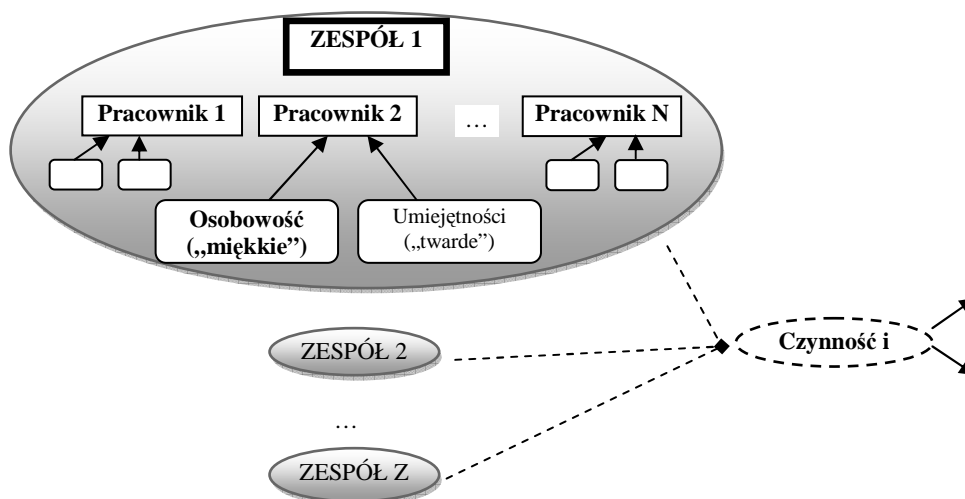 ZESPÓŁ 1
Pracownik 1
Pracownik 2
...
Pracownik N
Osobowość
(„miękkie”)
Umiejętności
(„twarde”)
ZESPÓŁ 2
Czynność i
...
ZESPÓŁ Z